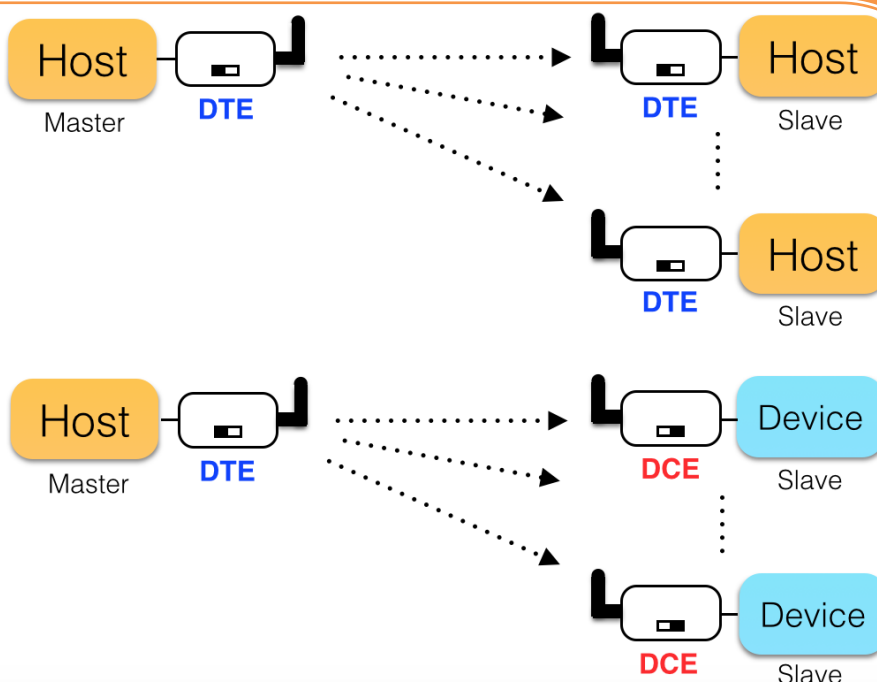 Host
Host
DTE
DTE
Master
Slave
Host
DTE
Slave
Host
Device
DTE
DCE
Master
Slave
Device
DCE
Slave